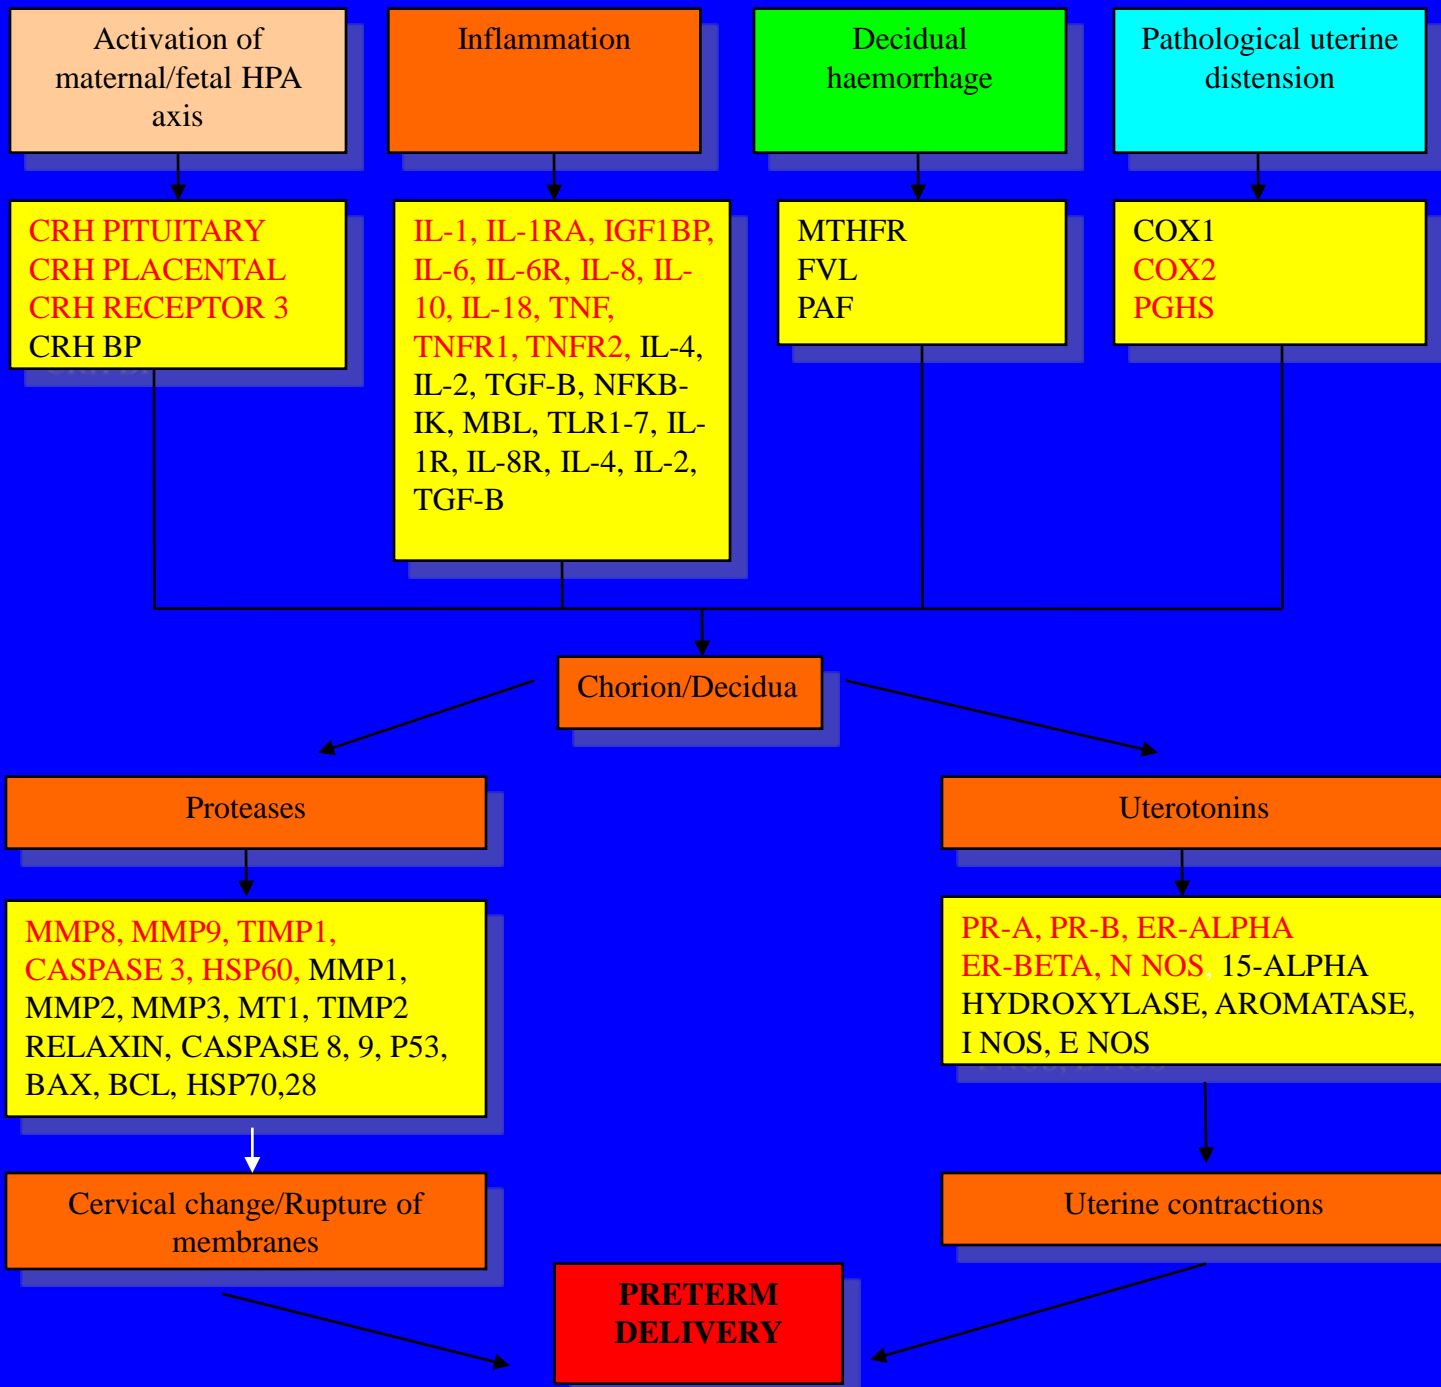 Activation of
maternal/fetal HPA
axis
Inflammation
Decidual
haemorrhage
Pathological uterine
distension
CRH PITUITARY
CRH PLACENTAL
CRH RECEPTOR 3
CRH BP
IL-1, IL-1RA, IGF1BP,
IL-6, IL-6R, IL-8, IL-
10, IL-18, TNF,
TNFR1, TNFR2, IL-4,
IL-2, TGF-B, NFKB-
IK, MBL, TLR1-7, IL-
1R, IL-8R, IL-4, IL-2,
TGF-B
MTHFR
FVL
PAF
COX1
COX2
PGHS
Chorion/Decidua
Proteases
Uterotonins
MMP8, MMP9, TIMP1,
CASPASE 3, HSP60, MMP1,
MMP2, MMP3, MT1, TIMP2
RELAXIN, CASPASE 8, 9, P53,
BAX, BCL, HSP70,28
PR-A, PR-B, ER-ALPHA
ER-BETA, N NOS, 15-ALPHA
HYDROXYLASE, AROMATASE,
I NOS, E NOS
Cervical change/Rupture of
membranes
Uterine contractions
PRETERM
DELIVERY